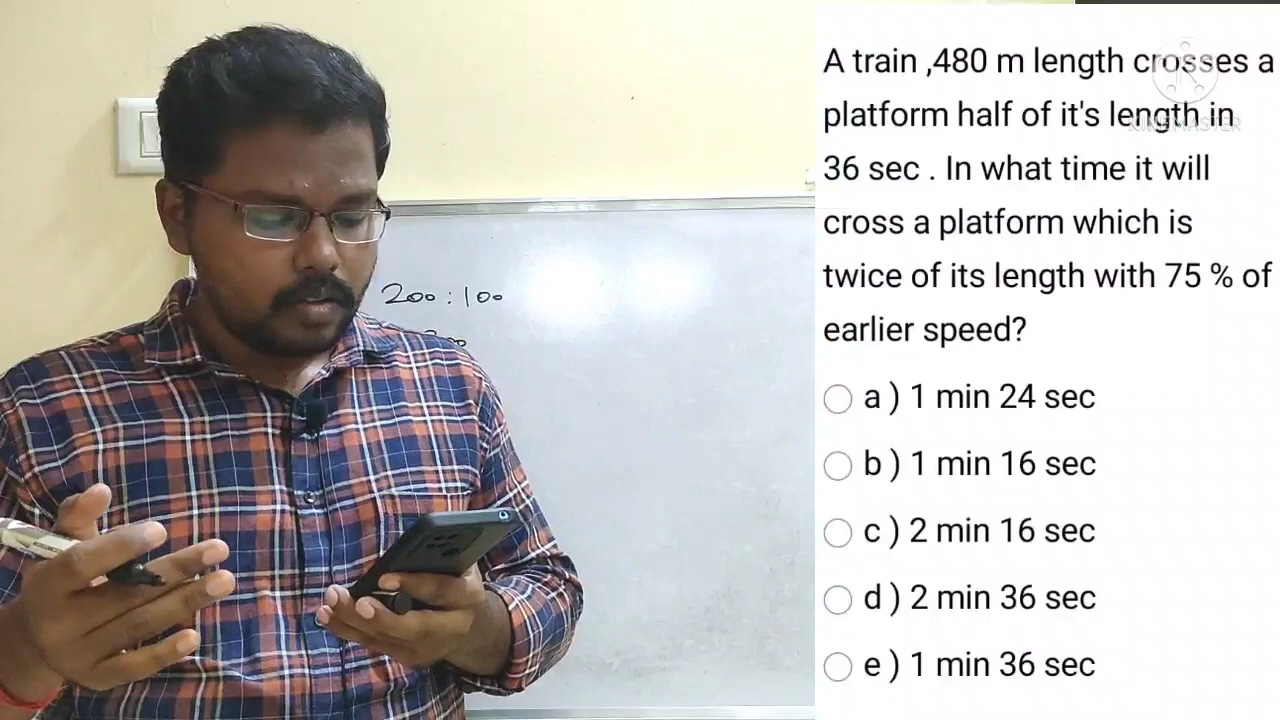 A train ,480 m length crosses a
platform half of it's length in
36 sec . In what time it will
cross a platform which is
twice of its length with 75 % of
earlier speed?
a ) 1 min 24 sec
b ) 1 min 16 sec
c ) 2 min 16 sec
d ) 2 min 36 sec
e ) 1 min 36 sec
200 : 100
KINEMASTER